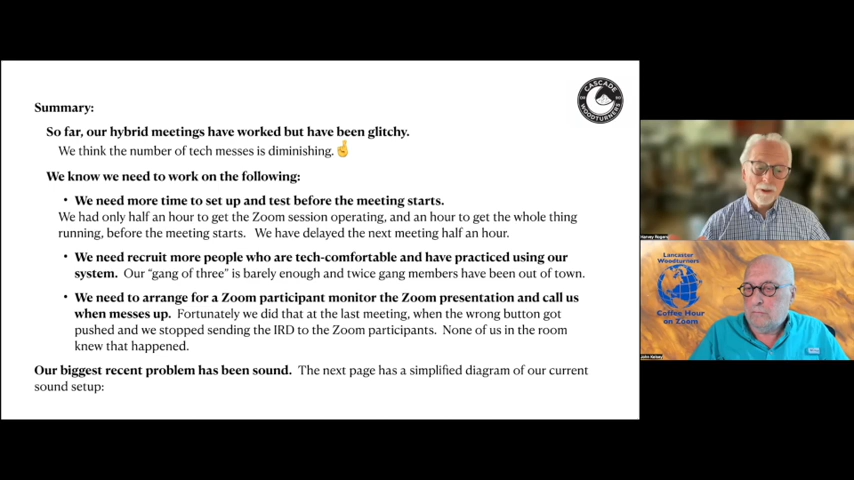 CASCADE
WOODTURNERS
Summary:
So far, our hybrid meetings have worked but have been glitchy.
We think the number of tech messes is diminishing.
We know we need to work on the following:
• We need more time to set up and test before the meeting starts.
We had only half an hour to get the Zoom session operating, and an hour to get the whole thing
running, before the meeting starts. We have delayed the next meeting half an hour.
• We need recruit more people who are tech-comfortable and have practiced using our
system. Our “gang of three” is barely enough and twice gang members have been out of town.
• We need to arrange for a Zoom participant monitor the Zoom presentation and call us
when messes up. Fortunately we did that at the last meeting, when the wrong button got
pushed and we stopped sending the IRD to the Zoom participants. None of us in the room
knew that happened.
Our biggest recent problem has been sound. The next page has a simplified diagram of our current
sound setup:
Harvey Rogers
Lancaster
Woodturners
Coffee Hour
on Zoom
John Kelsey